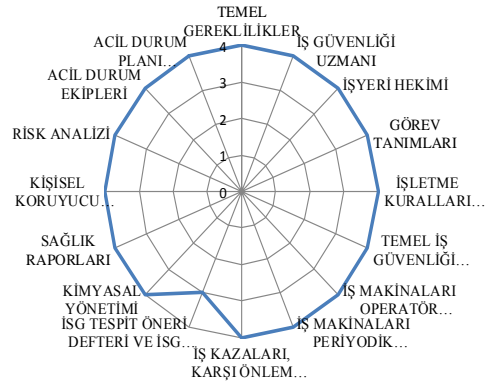 TEMEL
GEREKLİLİKLER
İŞ GÜVENLİĞİ
UZMANI
İŞYERİ HEKİMİ
GÖREV
TANIMLARI
İŞLETME
KURALLARI…
TEMEL İŞ
GÜVENLİĞİ…
İŞ MAKİNALARI
OPERATÖR…
İŞ MAKİNALARI
PERİYODİK…
İŞ KAZALARI,
KARŞI ÖNLEM…
İSG TESPİT ÖNERİ
DEFTERİ VE İSG…
KİMYASAL
YÖNETİMİ
SAĞLIK
RAPORLARI
KİŞİSEL
KORUYUCU…
RİSK ANALİZİ
ACİL DURUM
EKİPLERİ
ACİL DURUM
PLANI…
4
3
2
1
0